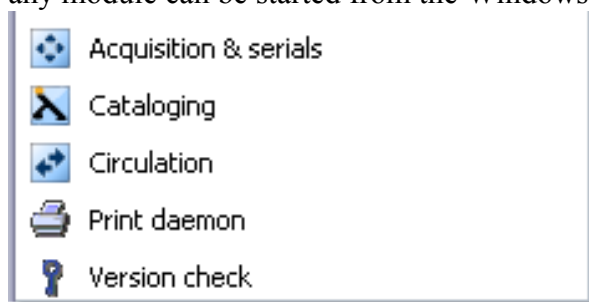 any module can be started from the Windows
Acquisition & serials
Cataloging
Circulation
Print daemon
Version check